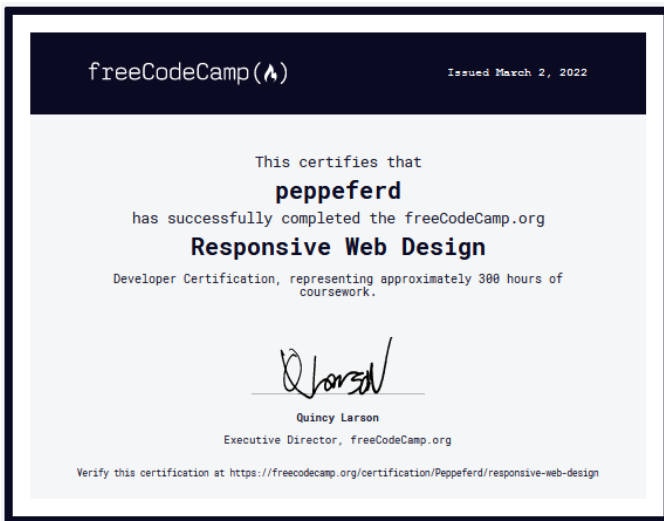 freeCodeCamp(🔥)
Issued March 2, 2022
This certifies that
peppeferd
has successfully completed the freeCodeCamp.org
Responsive Web Design
Developer Certification, representing approximately 300 hours of
coursework.
Q Larson
Quincy Larson
Executive Director, freeCodeCamp.org
Verify this certification at https://freecodecamp.org/certification/Peppeferd/responsive-web-design